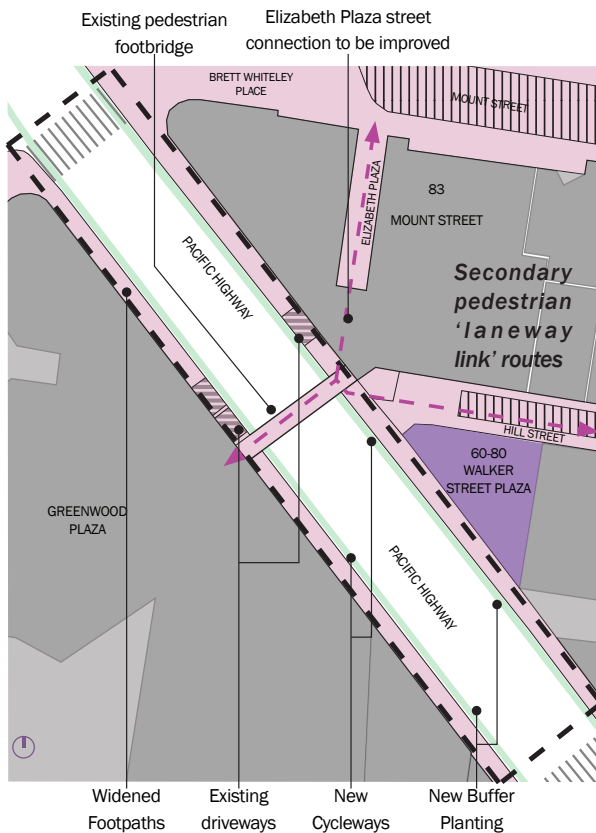 Existing pedestrian
footbridge
Elizabeth Plaza street
connection to be improved
BRETT WHITELEY
PLACE
MOUNT STREET
ELIZABETH PLAZA
83
MOUNT STREET
PACIFIC HIGHWAY
Secondary
pedestrian
‘laneway
link’ routes
HILL STREET
60-80
WALKER
STREET PLAZA
GREENWOOD
PLAZA
PACIFIC HIGHWAY
Widened
Footpaths
Existing
driveways
New
Cycleways
New Buffer
Planting